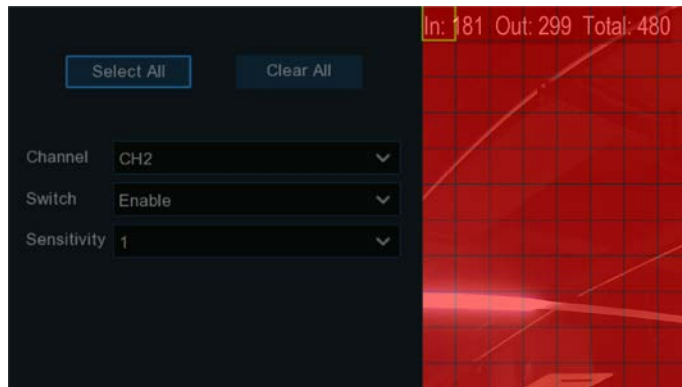 In: 181 Out: 299 Total: 480
Select All Clear All
Channel CH2
Switch Enable
Sensitivity 1